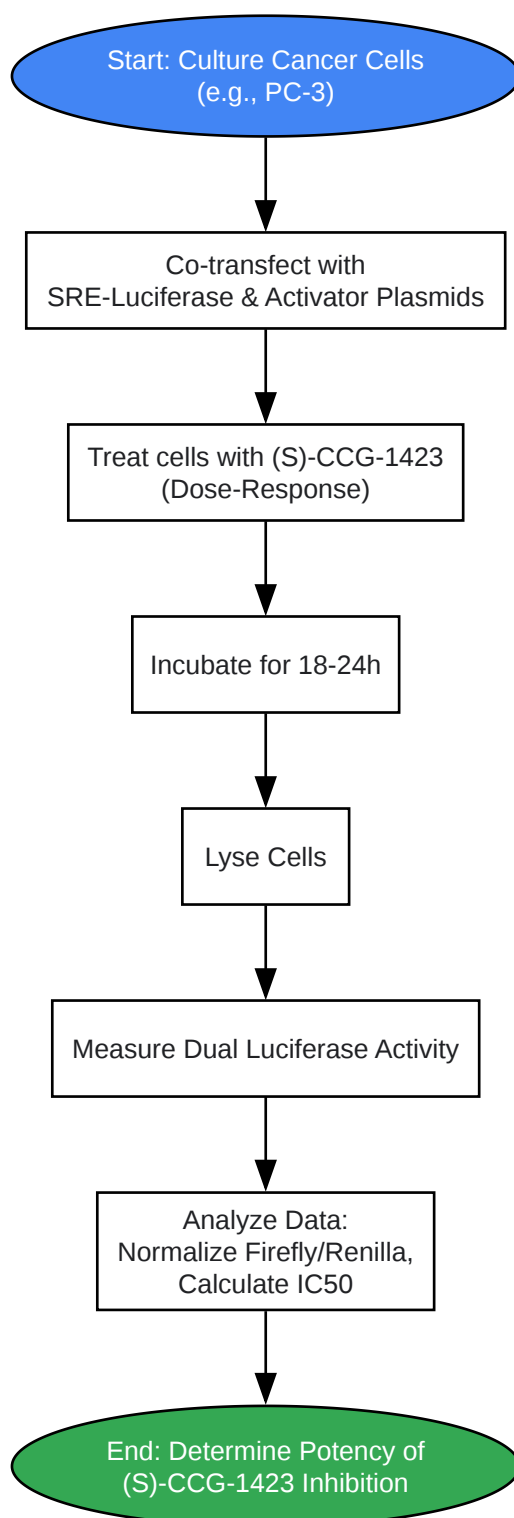 Start: Culture Cancer Cells
(e.g., PC-3)
Co-transfect with
SRE-Luciferase & Activator Plasmids
Treat cells with (S)-CCG-1423
(Dose-Response)
Incubate for 18-24h
Lyse Cells
Measure Dual Luciferase Activity
Analyze Data:
Normalize Firefly/Renilla,
Calculate IC50
End: Determine Potency of
(S)-CCG-1423 Inhibition